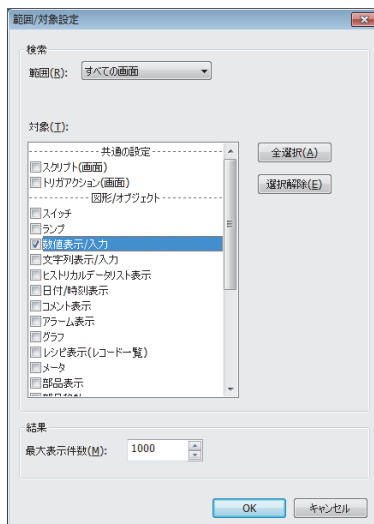 範囲/対象設定
検索
範囲(R): すべての画面
対象(T):
共通の設定
スクリプト(画面)
トリガアクション(画面)
図形/オブジェクト
スイッチ
ランプ
数値表示/入力
文字列表示/入力
ヒストリカルデータリスト表示
日付/時刻表示
コメント表示
アラーム表示
グラフ
レシピ表示(レコード一覧)
メータ
部品表示
全選択(A)
選択解除(E)
結果
最大表示件数(M): 1000
OK キャンセル